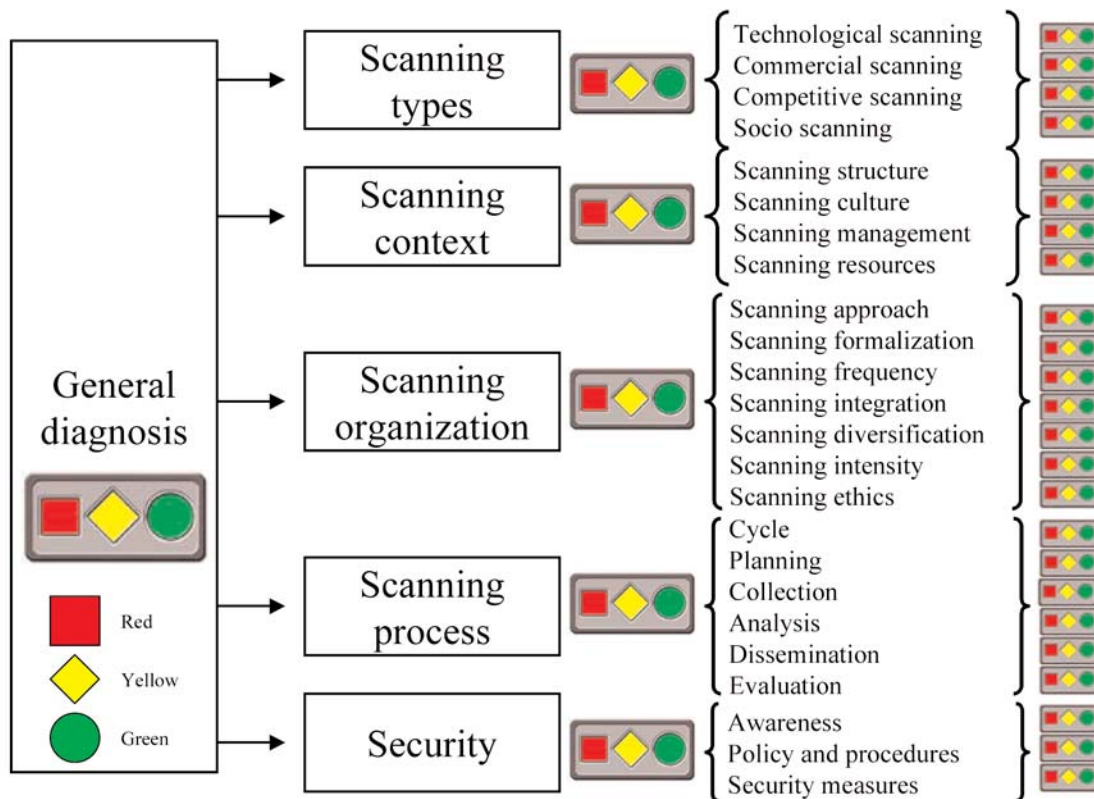 General
diagnosis
Red
Yellow
Green
Scanning
types
Technological scanning
Commercial scanning
Competitive scanning
Socio scanning
Scanning
context
Scanning structure
Scanning culture
Scanning management
Scanning resources
Scanning
organization
Scanning approach
Scanning formalization
Scanning frequency
Scanning integration
Scanning diversification
Scanning intensity
Scanning ethics
Scanning
process
Cycle
Planning
Collection
Analysis
Dissemination
Evaluation
Security
Awareness
Policy and procedures
Security measures